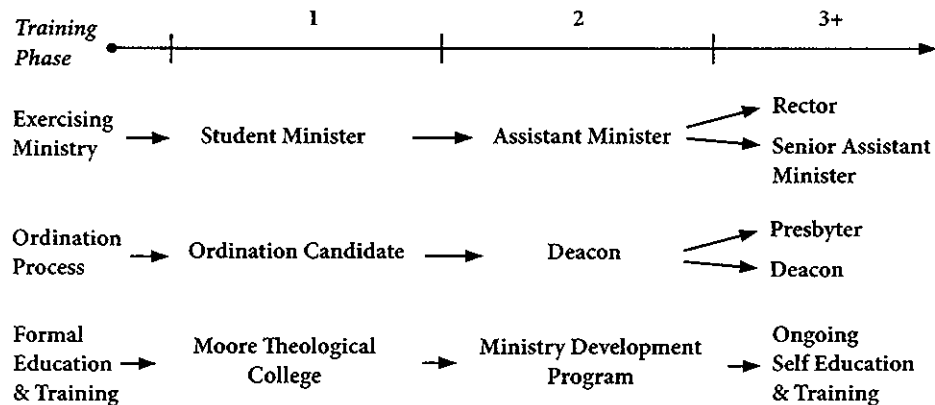 Training
Phase
1
2
3+
Exercising
Ministry
Student Minister
Assistant Minister
Rector
Senior Assistant
Minister
Ordination
Process
Ordination Candidate
Deacon
Presbyter
Deacon
Formal
Education
& Training
Moore Theological
College
Ministry Development
Program
Ongoing
Self Education
& Training